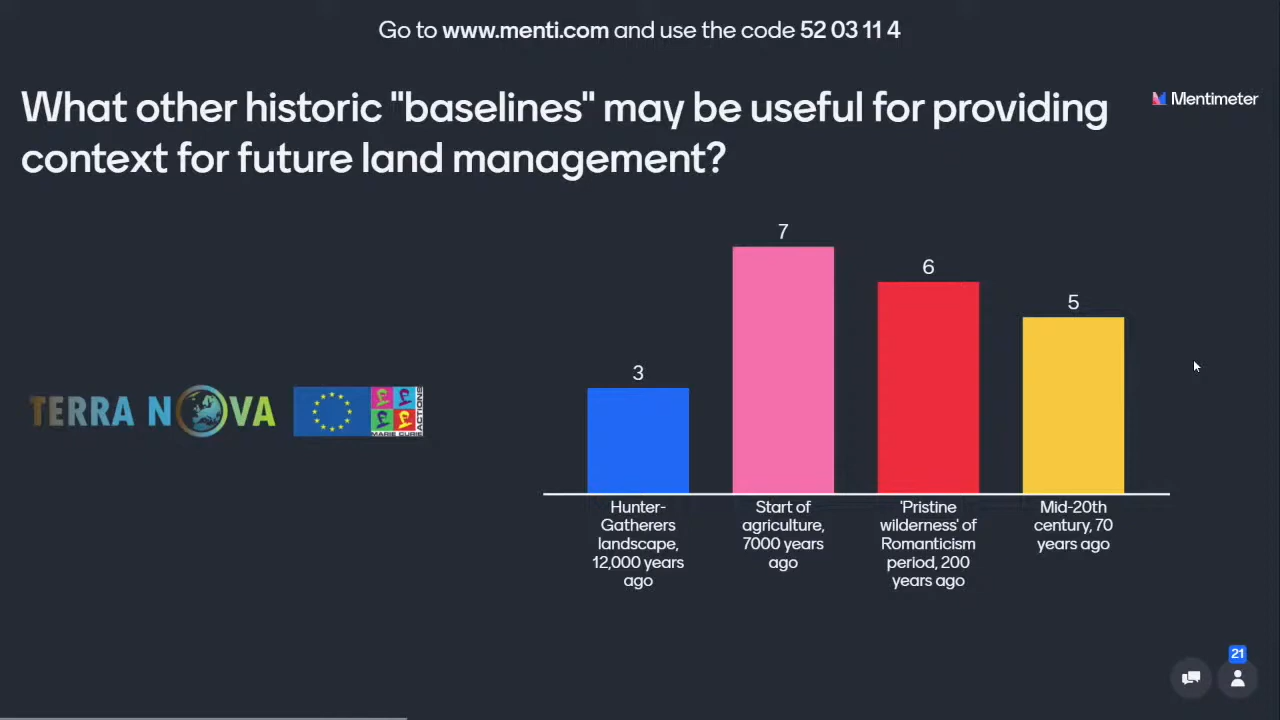 Go to www.menti.com and use the code 52 03 11 4
What other historic "baselines" may be useful for providing
context for future land management?
Mentimeter
7
6
5
3
TERRA NOVA
MARIE CURIE
ACTIONS
Hunter-
Gatherers
landscape,
12,000 years
ago
Start of
agriculture,
7000 years
ago
'Pristine
wilderness' of
Romanticism
period, 200
years ago
Mid-20th
century, 70
years ago
21